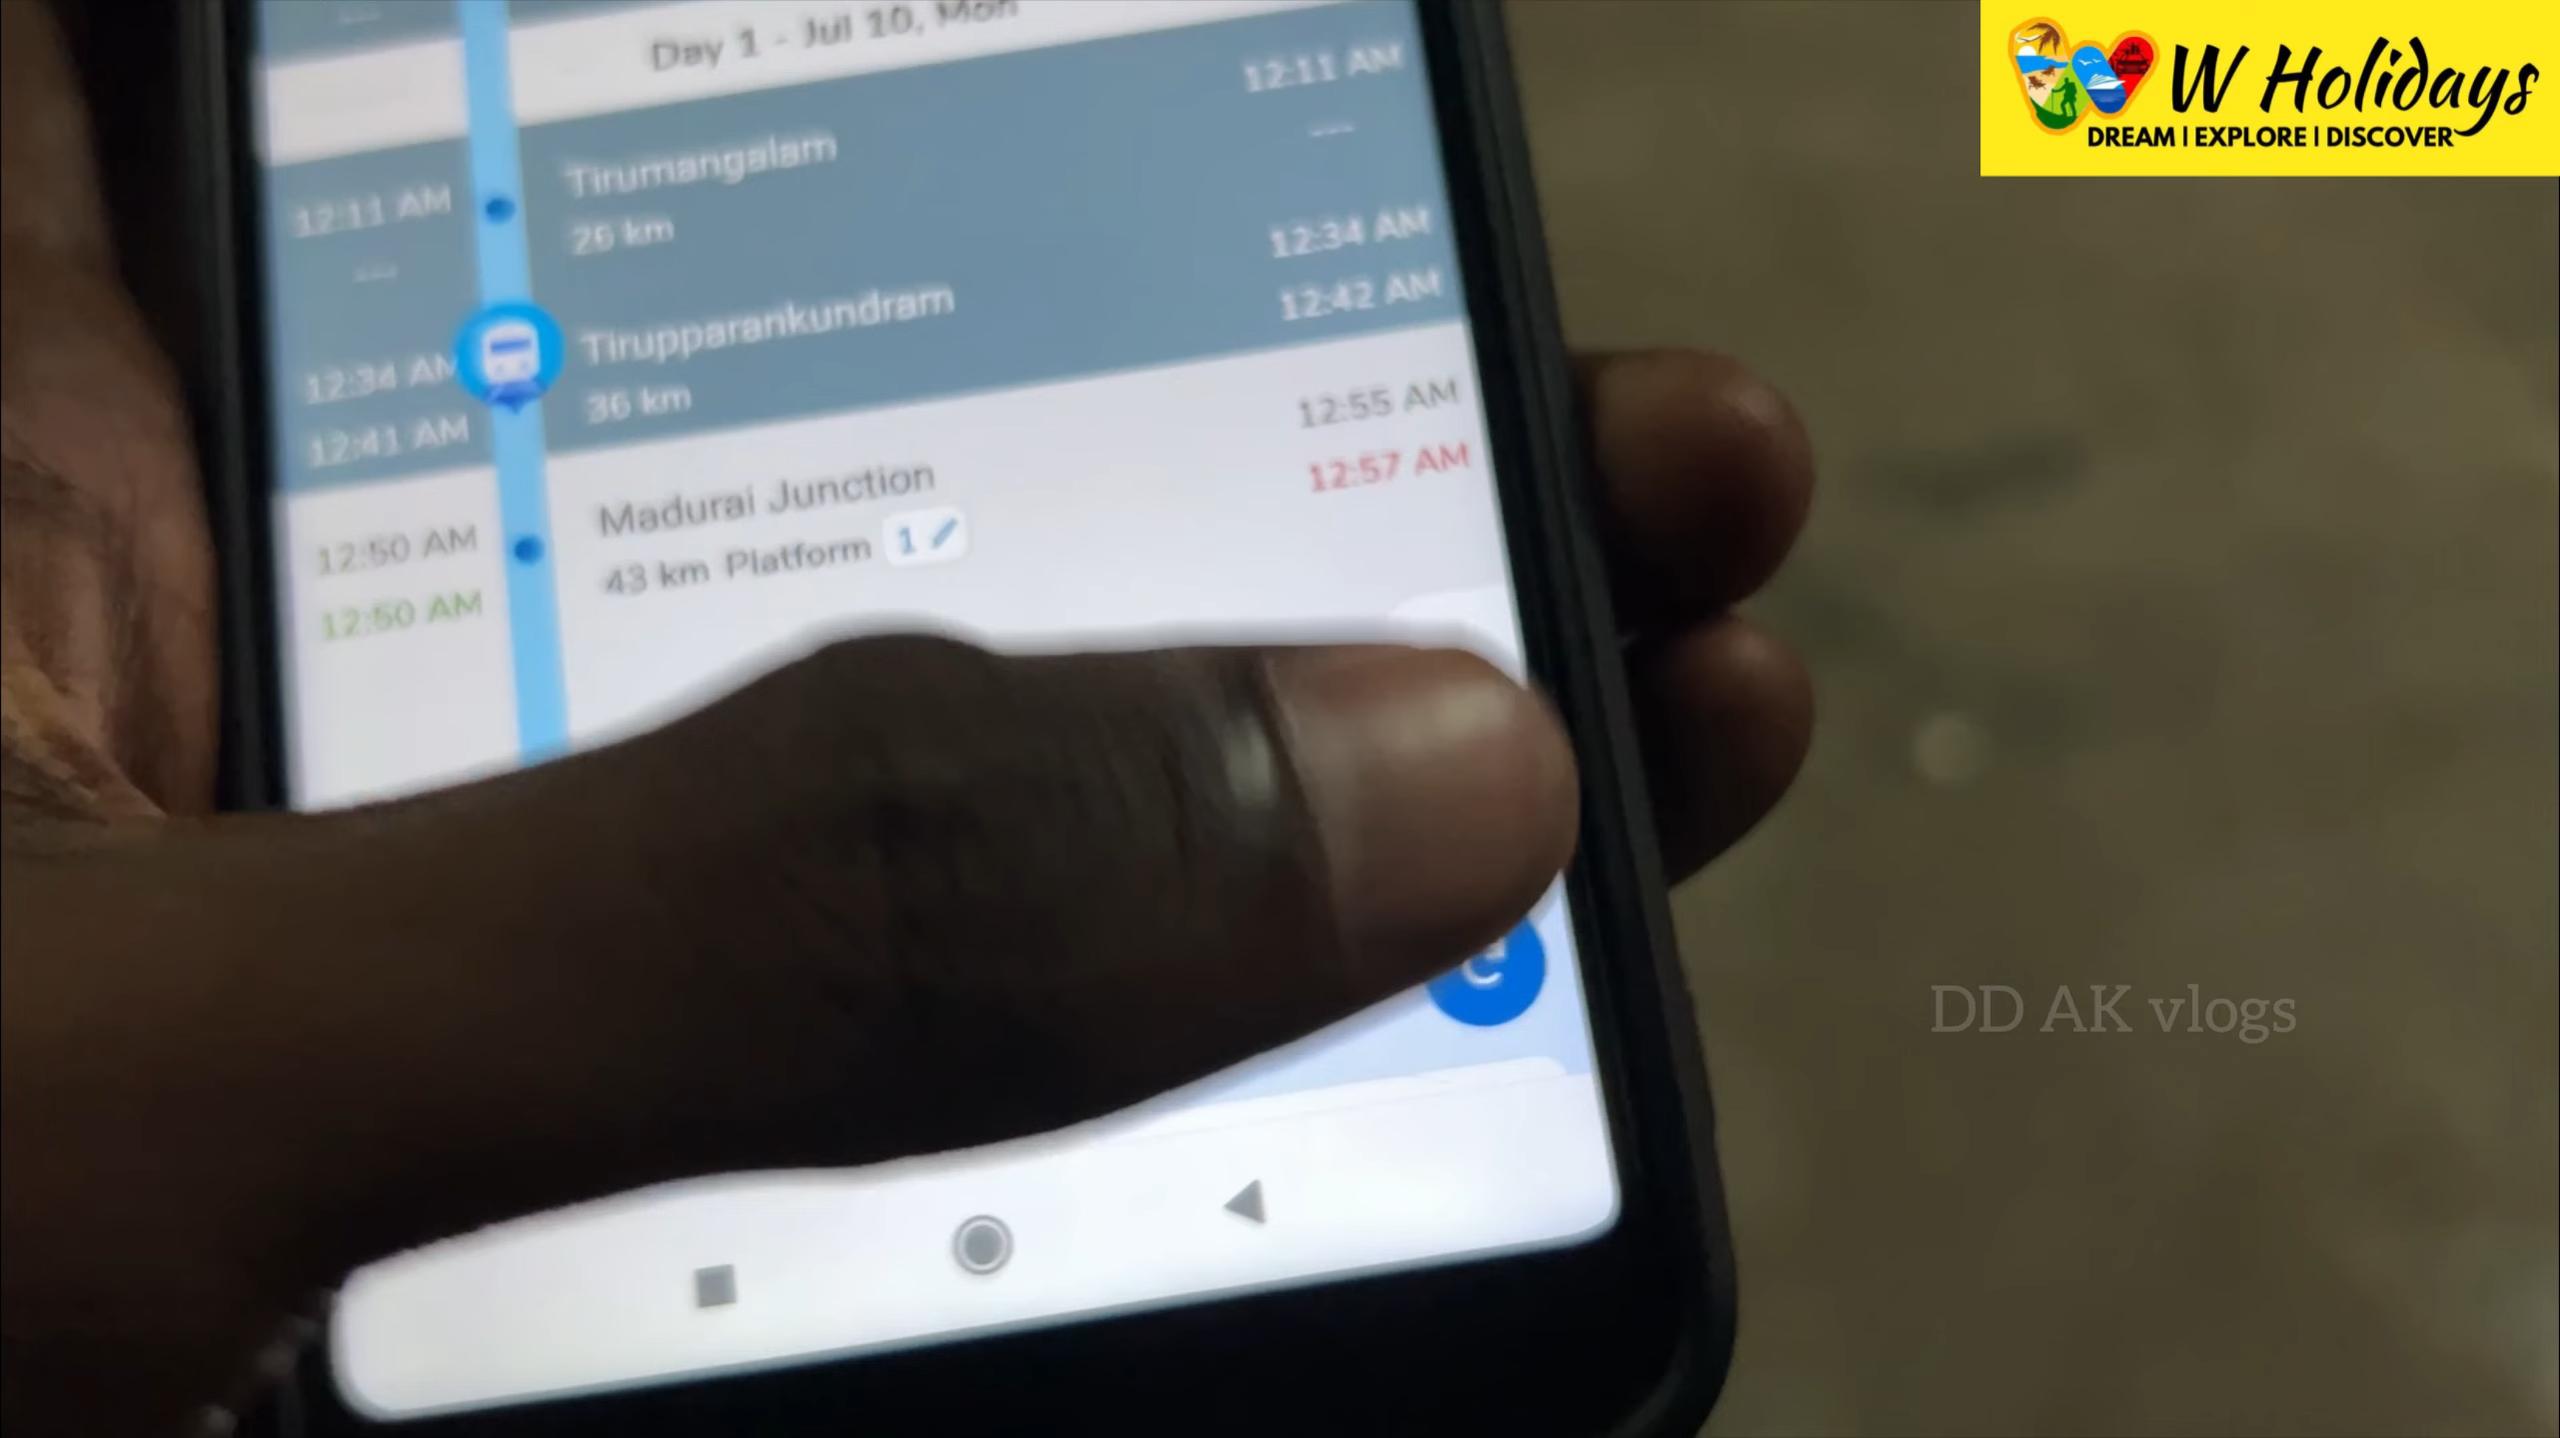 ---
Day 1 - Jul 10, Mon
12:11 AM
Tirumangalam
12:11 AM
---
26 km
---
12:34 AM
Tirupparankundram
12:34 AM
12:41 AM
36 km
12:42 AM
12:50 AM
Madurai Junction
12:55 AM
12:50 AM
43 km Platform 1
12:57 AM
W Holidays
DREAM | EXPLORE | DISCOVER
DD AK vlogs